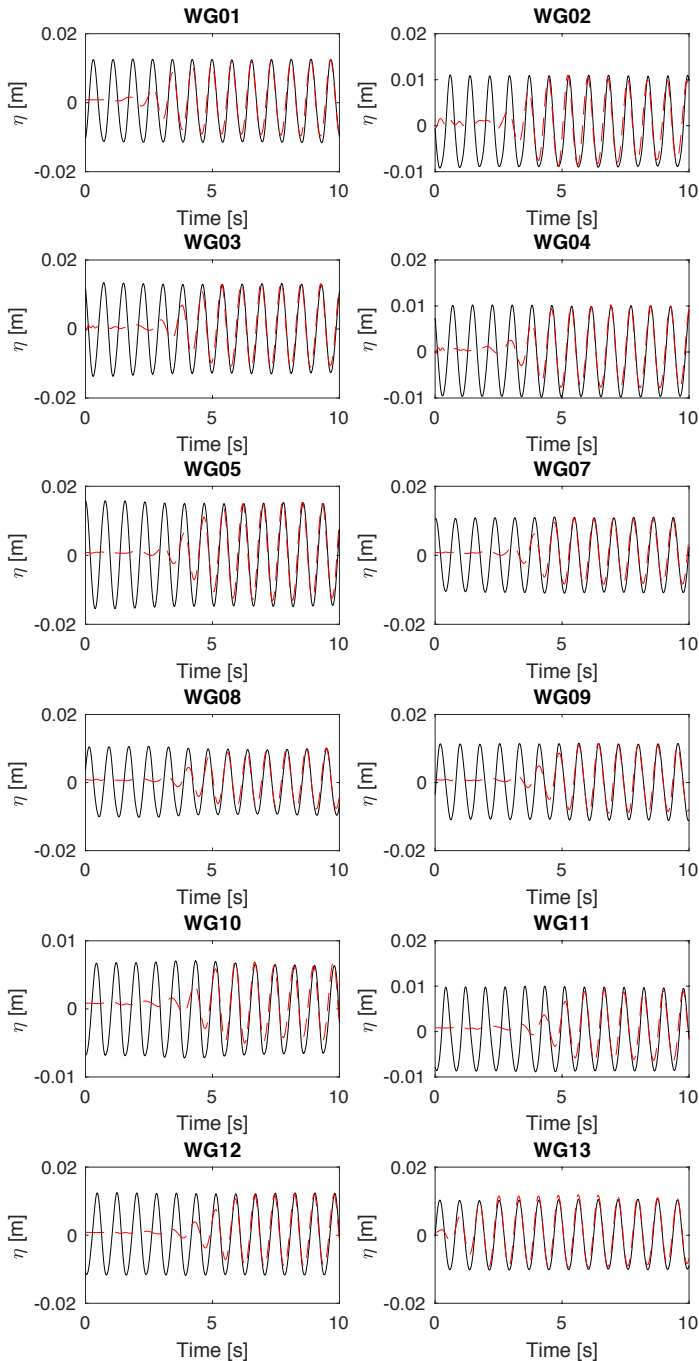 WG01 WG02
0.02 0.02
η [m] 0 η [m] 0.01
0
-0.02 -0.01
0 5 10 0 5 10
Time [s] Time [s]
WG03 WG04
0.02 0.02
η [m] 0 η [m] 0.01
0
-0.02 -0.01
0 5 10 0 5 10
Time [s] Time [s]
WG05 WG07
0.02 0.02
η [m] 0 η [m] 0
-0.02 -0.02
0 5 10 0 5 10
Time [s] Time [s]
WG08 WG09
0.02 0.02
η [m] 0 η [m] 0
-0.02 -0.02
0 5 10 0 5 10
Time [s] Time [s]
WG10 WG11
0.01 0.02
η [m] 0 η [m] 0.01
0
-0.01 -0.01
0 5 10 0 5 10
Time [s] Time [s]
WG12 WG13
0.02 0.02
η [m] 0 η [m] 0
-0.02 -0.02
0 5 10 0 5 10
Time [s] Time [s]